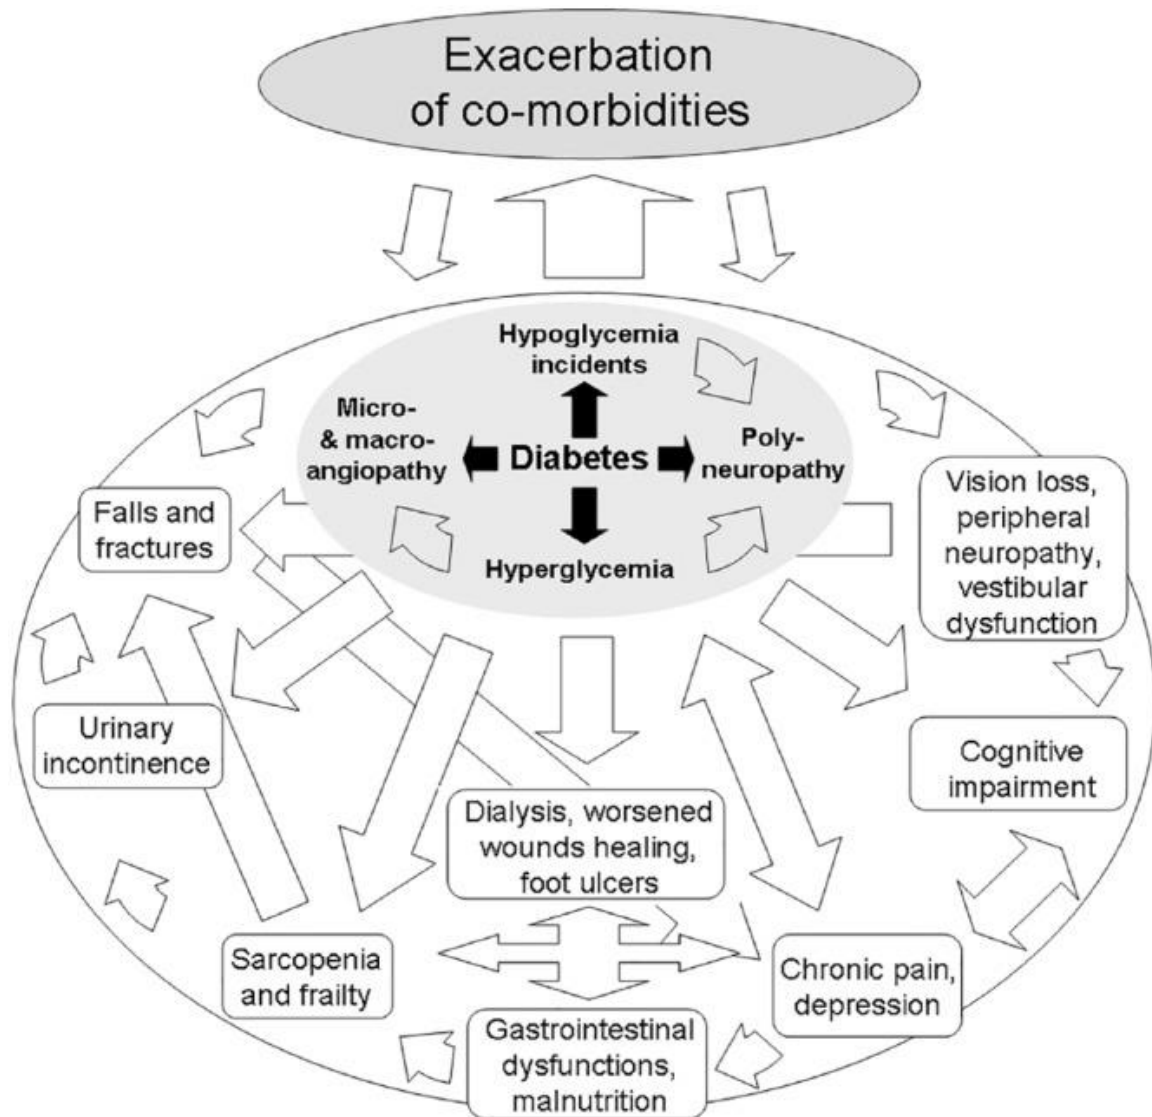 Exacerbation
of co-morbidities
Hypoglycemia
incidents
Micro-
& macro-
angiopathy
Diabetes
Poly-
neuropathy
Hyperglycemia
Falls and
fractures
Vision loss,
peripheral
neuropathy,
vestibular
dysfunction
Urinary
incontinence
Cognitive
impairment
Dialysis, worsened
wounds healing,
foot ulcers
Sarcopenia
and frailty
Chronic pain,
depression
Gastrointestinal
dysfunctions,
malnutrition